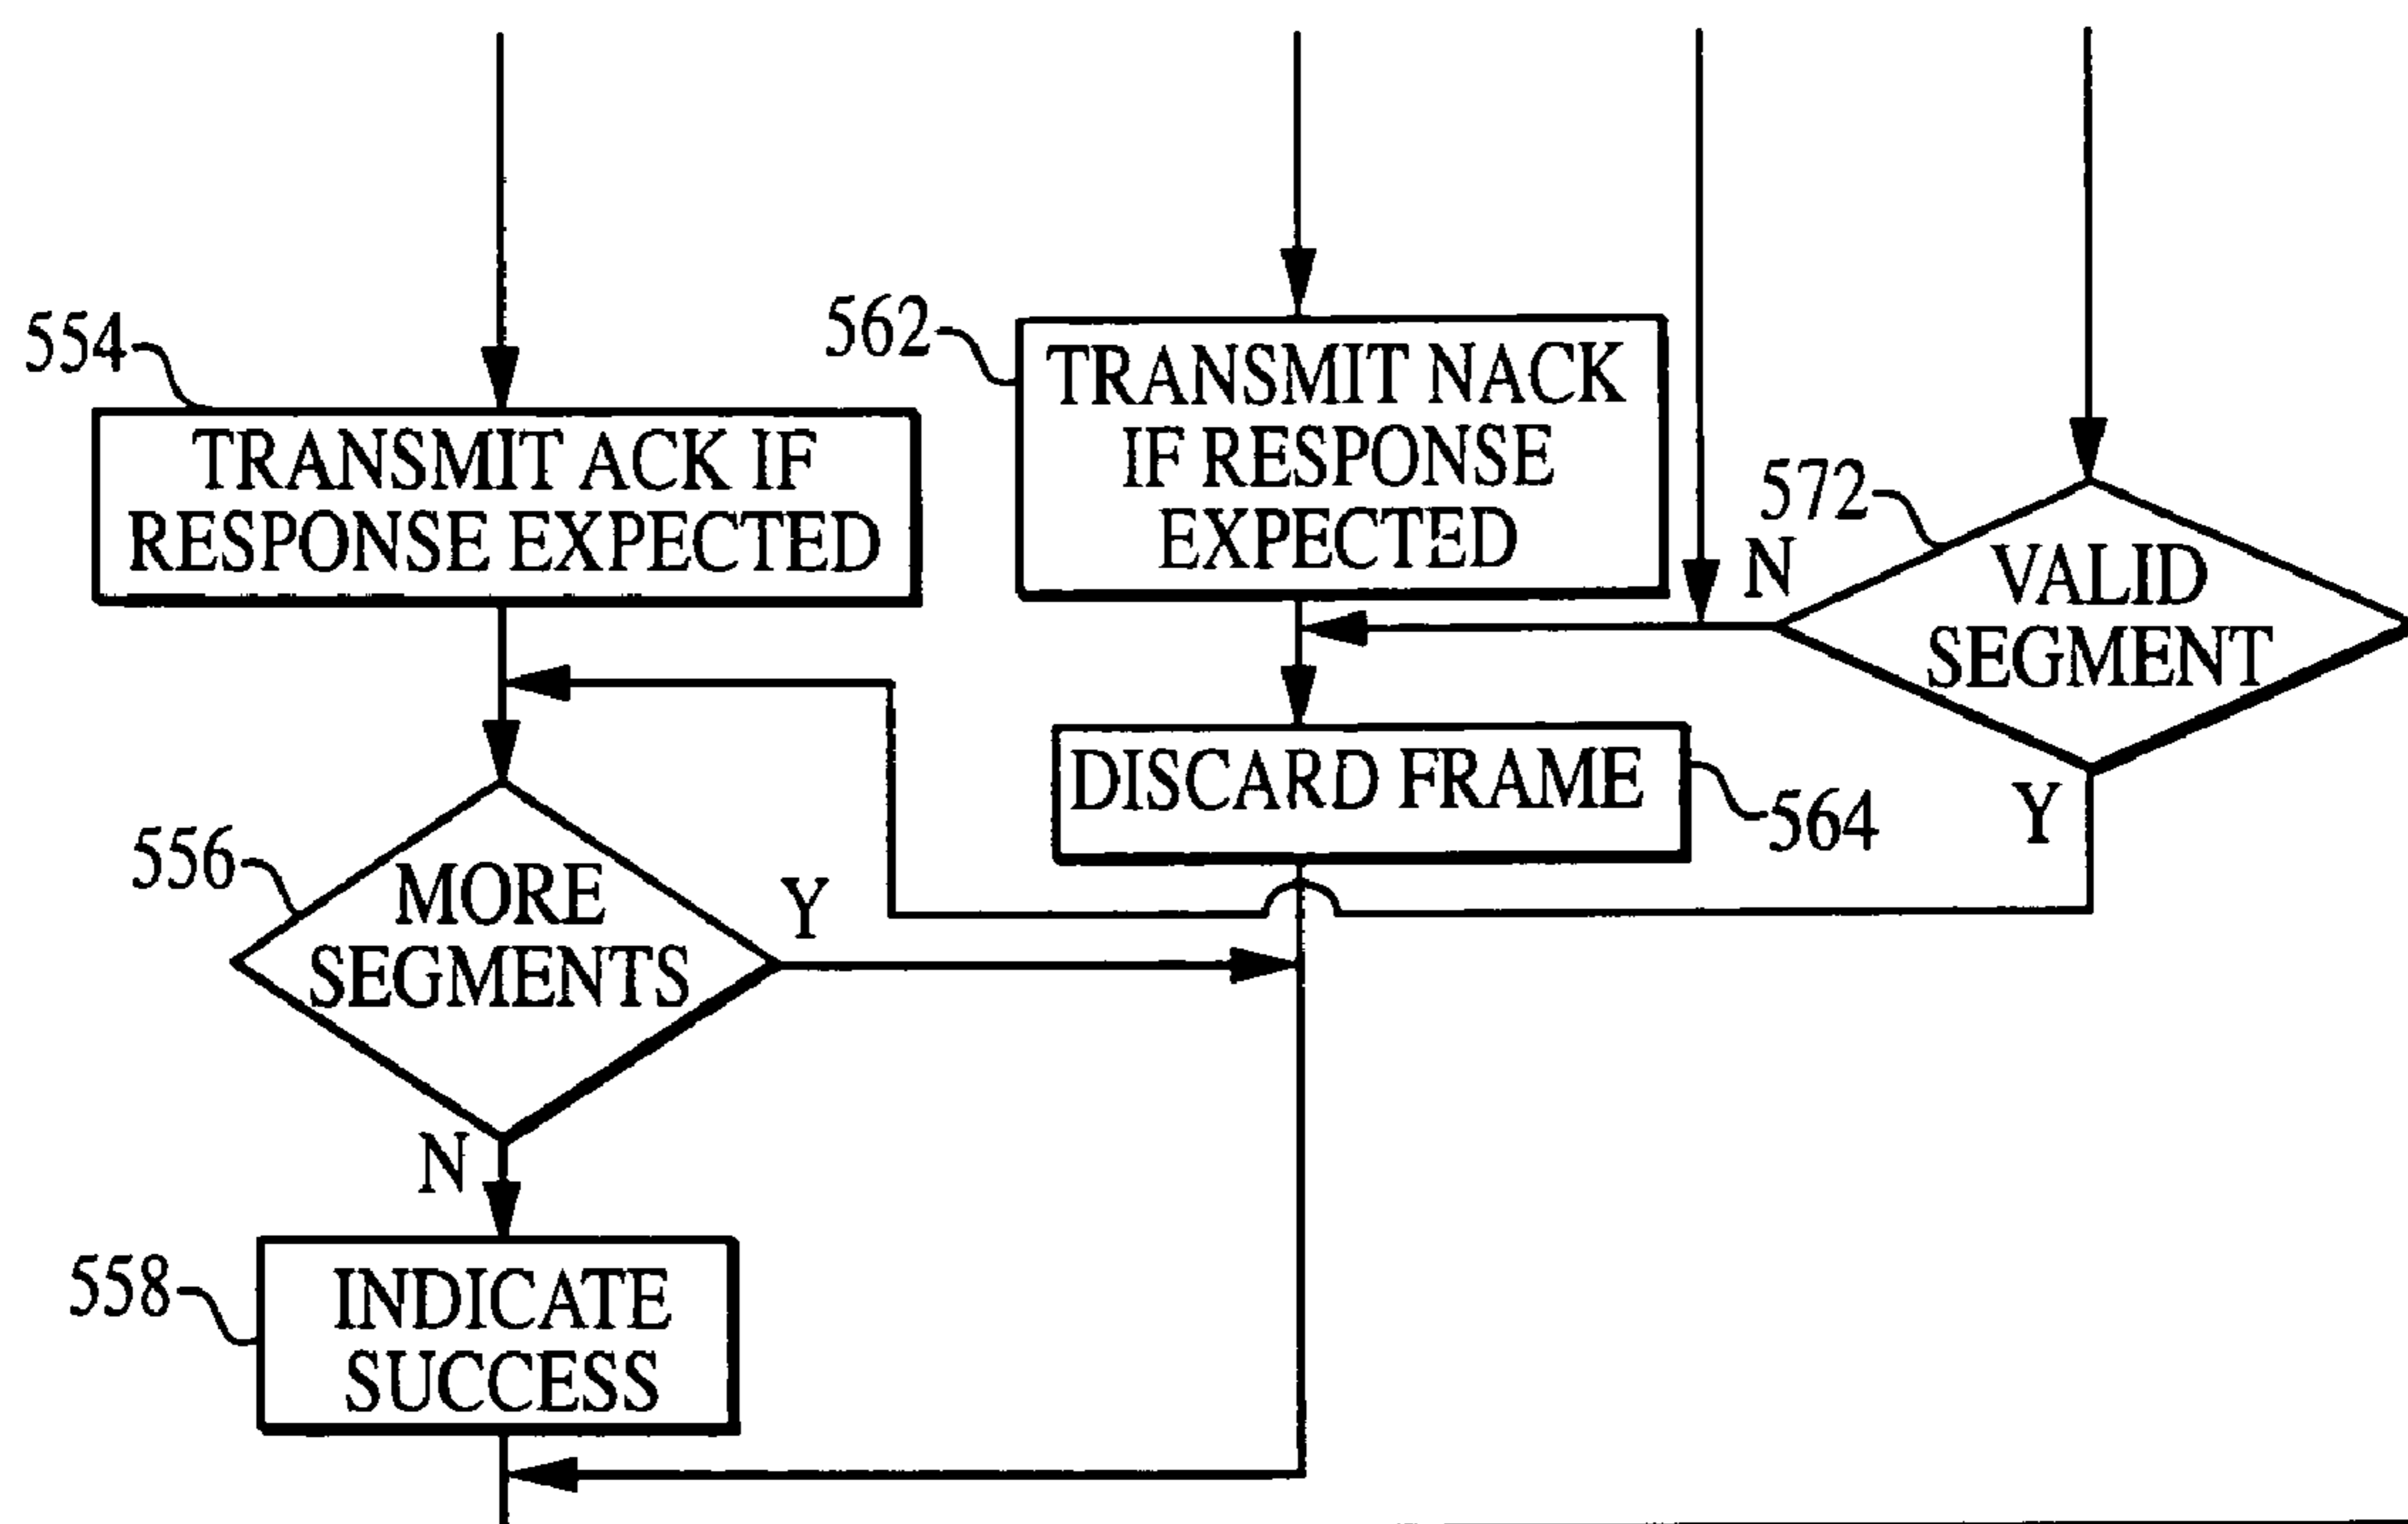 554
TRANSMIT ACK IF
RESPONSE EXPECTED
562
TRANSMIT NACK
IF RESPONSE
EXPECTED
572
N
VALID
SEGMENT
Y
DISCARD FRAME
564
556
MORE
SEGMENTS
Y
N
558
INDICATE
SUCCESS